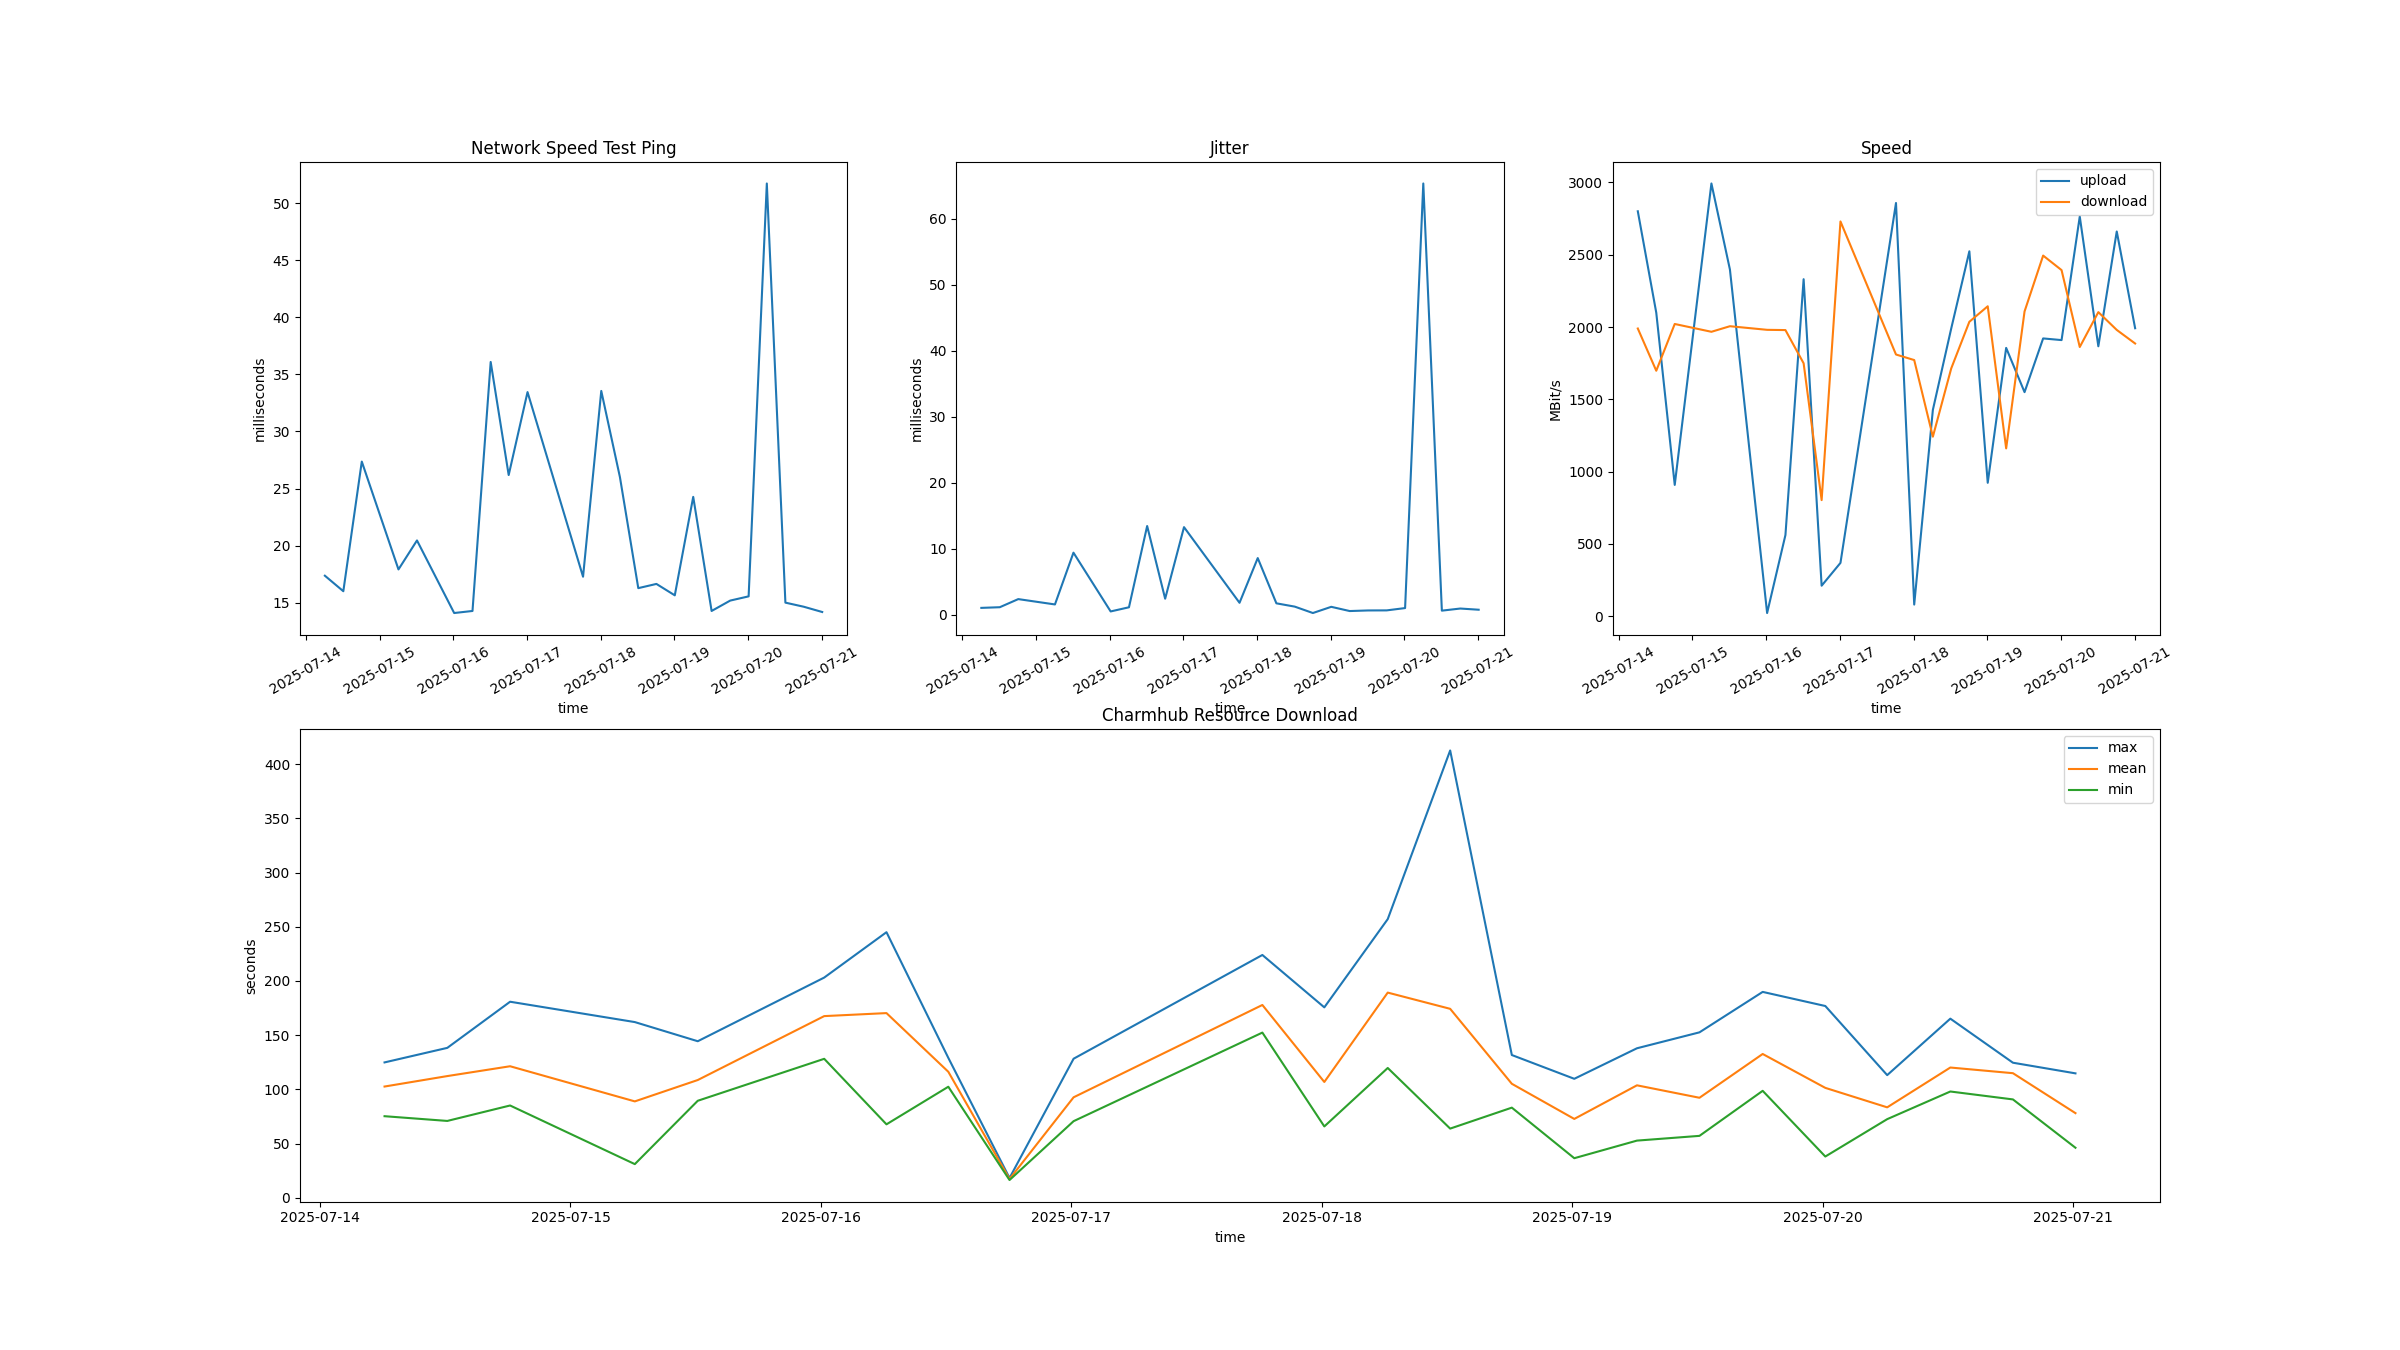 Network Speed Test Ping
milliseconds
50
45
40
35
30
25
20
15
2025-07-14 2025-07-15 2025-07-16 2025-07-17 2025-07-18 2025-07-19 2025-07-20 2025-07-21
time
Jitter
milliseconds
60
50
40
30
20
10
0
2025-07-14 2025-07-15 2025-07-16 2025-07-17 2025-07-18 2025-07-19 2025-07-20 2025-07-21
time
Speed
upload
download
MBit/s
3000
2500
2000
1500
1000
500
0
2025-07-14 2025-07-15 2025-07-16 2025-07-17 2025-07-18 2025-07-19 2025-07-20 2025-07-21
time
Charmhub Resource Download
max
mean
min
seconds
400
350
300
250
200
150
100
50
0
2025-07-14 2025-07-15 2025-07-16 2025-07-17 2025-07-18 2025-07-19 2025-07-20 2025-07-21
time